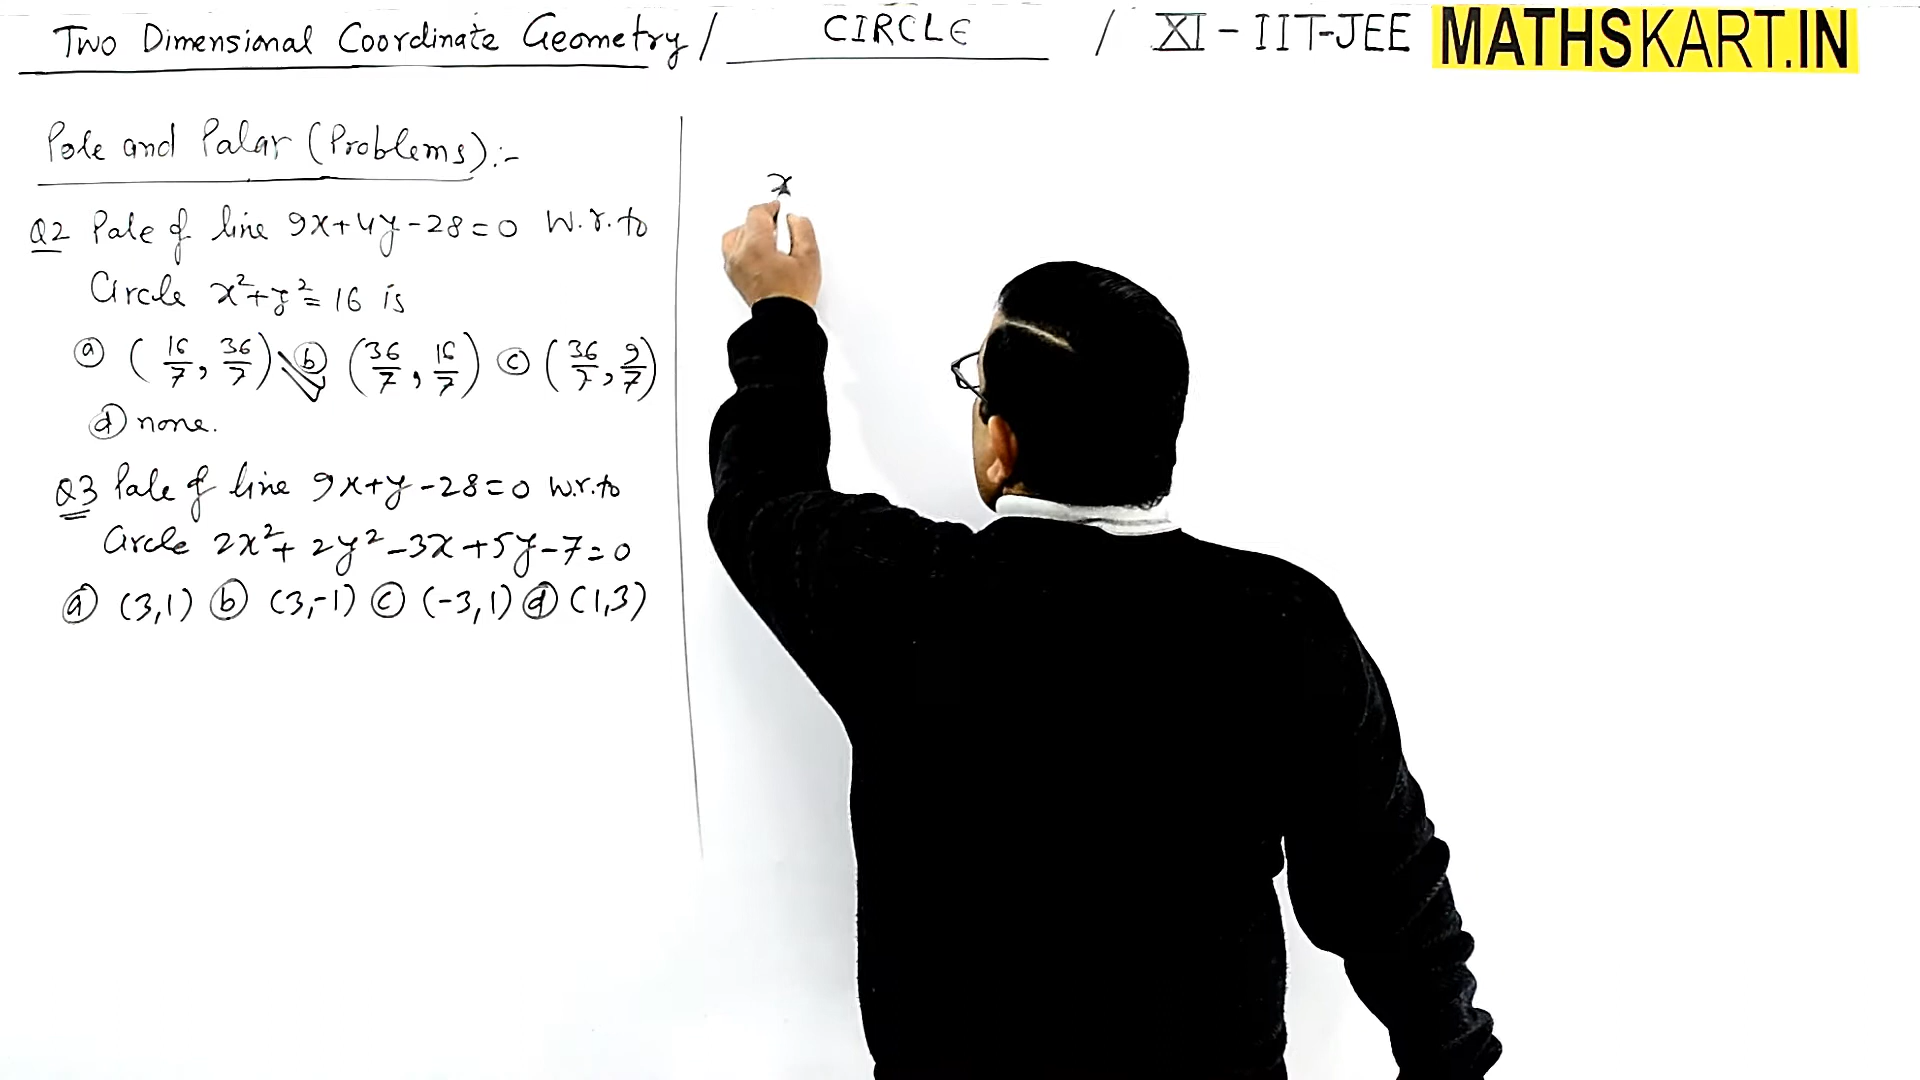 Two Dimensional Coordinate Geometry / CIRCLE / XI - IIT-JEE MATHSKART.IN
Pole and Palar (Problems):-
Q2 Pale of line 9x+4y-28=0 W.r.to
Circle x²+y²=16 is
ⓐ (16/7, 36/7) ⓑ (36/7, 16/7) ⓒ (36/7, 9/7)
ⓓ none.
Q3 Pale of line 9x+y-28=0 w.r.to
Circle 2x²+2y²-3x+5y-7=0
ⓐ (3,1) ⓑ (3,-1) ⓒ (-3,1) ⓓ (1,3)
x